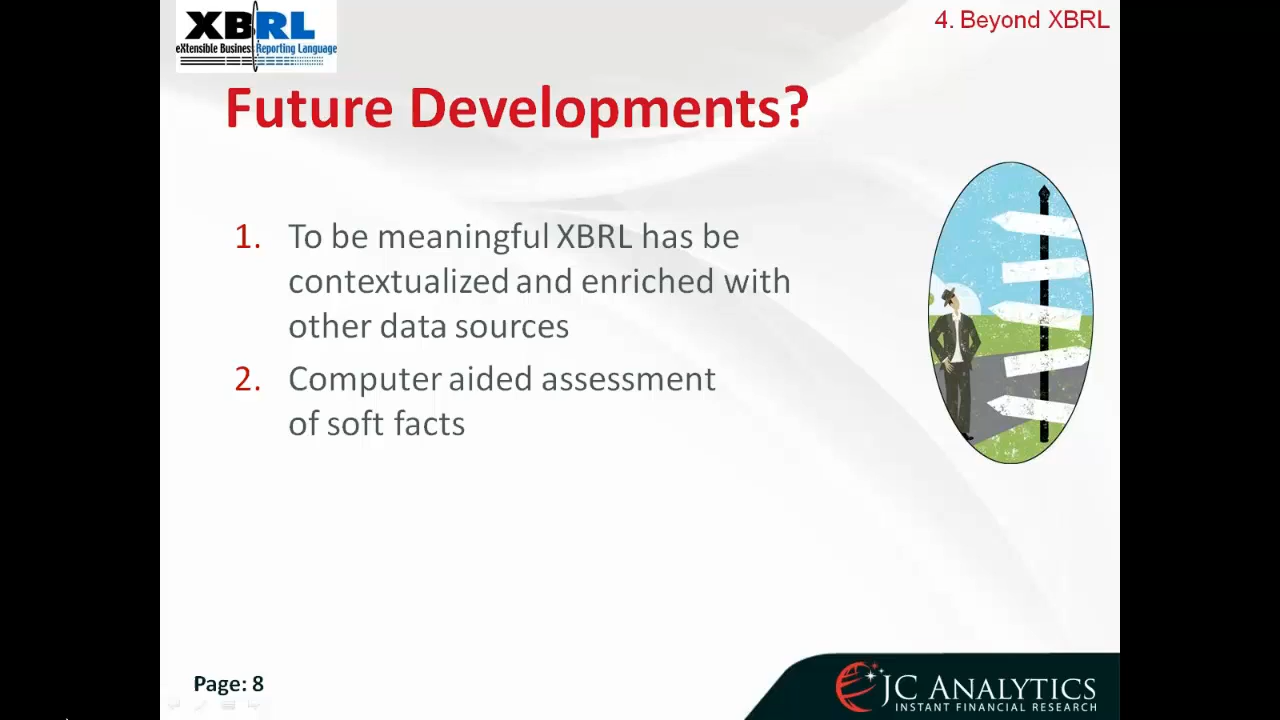 XBRL
eXtensible Business Reporting Language
4. Beyond XBRL
Future Developments?
1. To be meaningful XBRL has be
contextualized and enriched with
other data sources
2. Computer aided assessment
of soft facts
Page: 8
JC ANALYTICS
INSTANT FINANCIAL RESEARCH